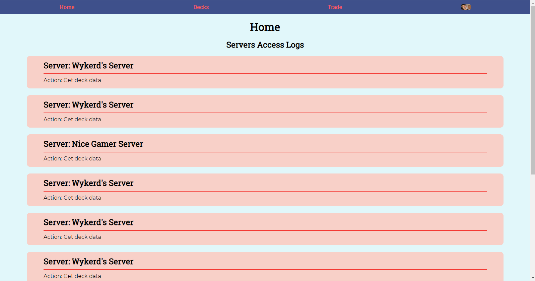 Home Decks Trade
Home
Servers Access Logs
Server: Wykerd's Server
Action: Get deck data
Server: Wykerd's Server
Action: Get deck data
Server: Nice Gamer Server
Action: Get deck data
Server: Wykerd's Server
Action: Get deck data
Server: Wykerd's Server
Action: Get deck data
Server: Wykerd's Server
Action: Get deck data